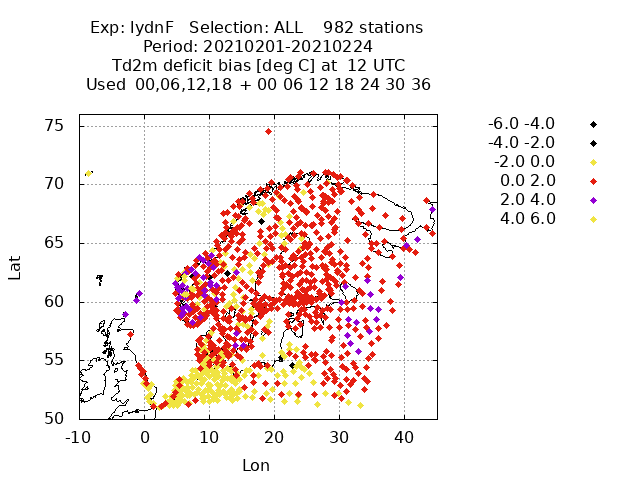 Exp: IydnF Selection: ALL 982 stations
Period: 20210201-20210224
Td2m deficit bias [deg C] at 12 UTC
Used 00,06,12,18 + 00 06 12 18 24 30 36
-6.0 -4.0
-4.0 -2.0
-2.0 0.0
0.0 2.0
2.0 4.0
4.0 6.0
75
70
65
60
55
50
Lat
-10 0 10 20 30 40
Lon